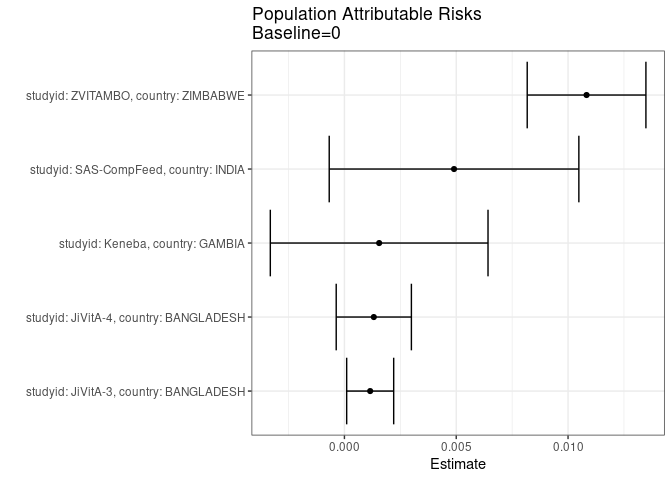 Population Attributable Risks
Baseline=0
studyid: ZVITAMBO, country: ZIMBABWE
studyid: SAS-CompFeed, country: INDIA
studyid: Keneba, country: GAMBIA
studyid: JiVitA-4, country: BANGLADESH
studyid: JiVitA-3, country: BANGLADESH
0.000 0.005 0.010
Estimate